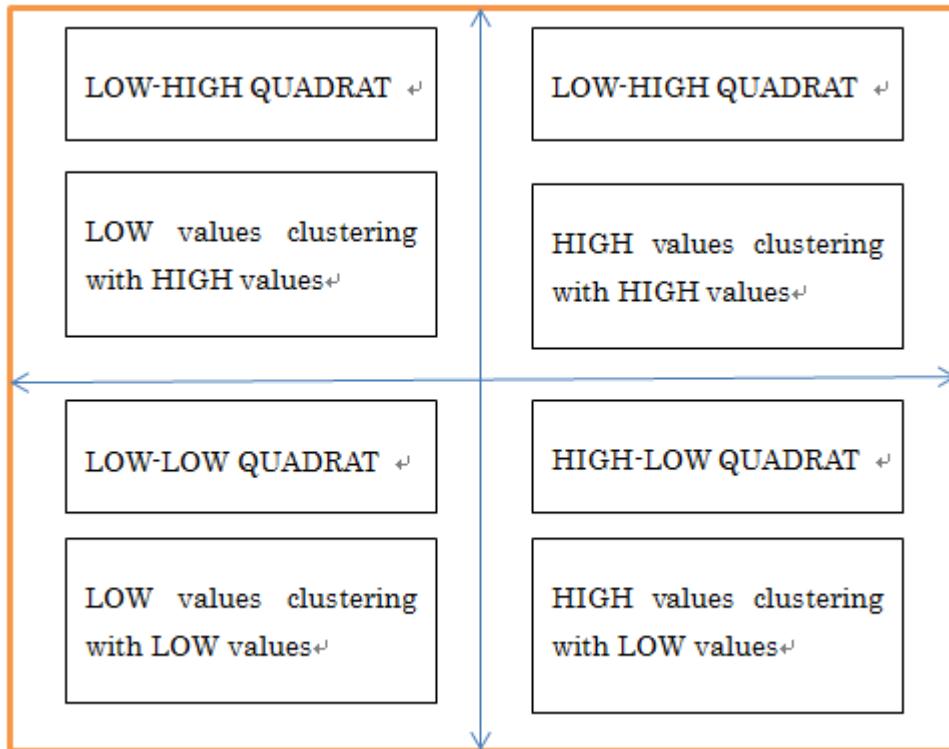 LOW-HIGH QUADRAT ↵
LOW-HIGH QUADRAT ↵
LOW values clustering
with HIGH values↵
HIGH values clustering
with HIGH values↵
LOW-LOW QUADRAT ↵
HIGH-LOW QUADRAT ↵
LOW values clustering
with LOW values↵
HIGH values clustering
with LOW values↵